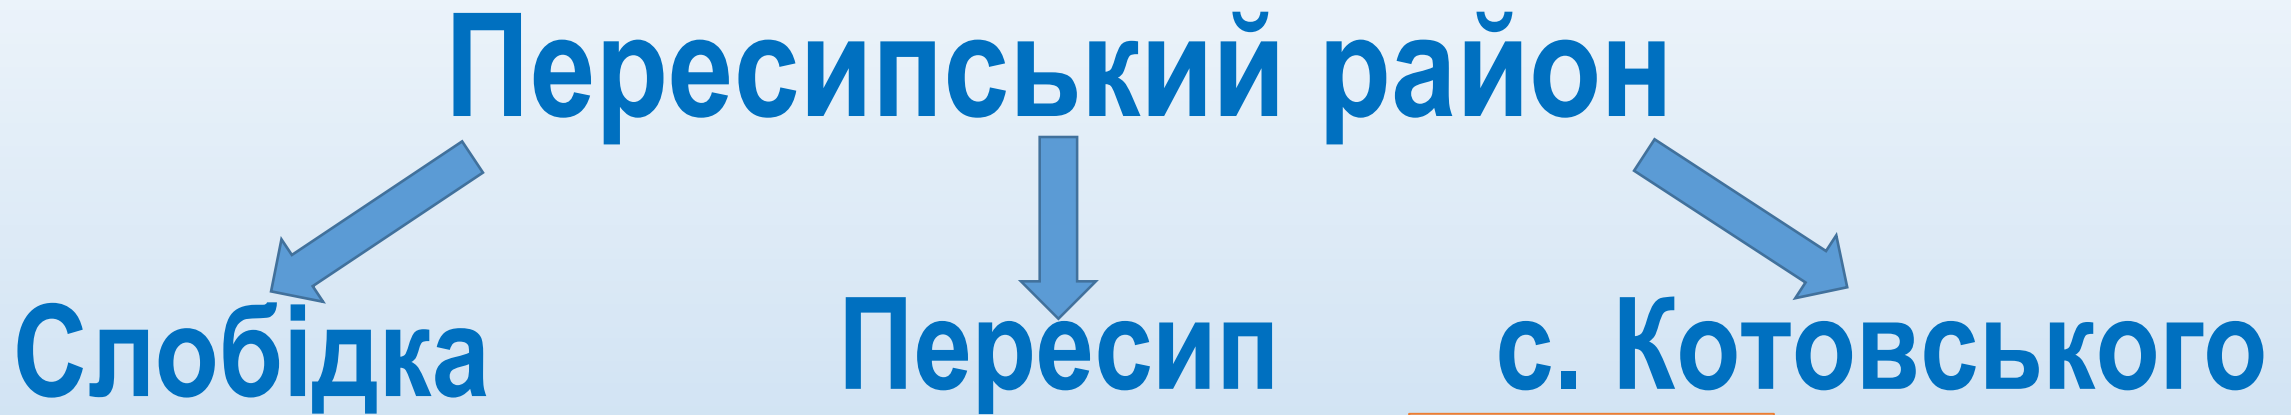 Пересипський район
Слобідка Пересип с. Котовського